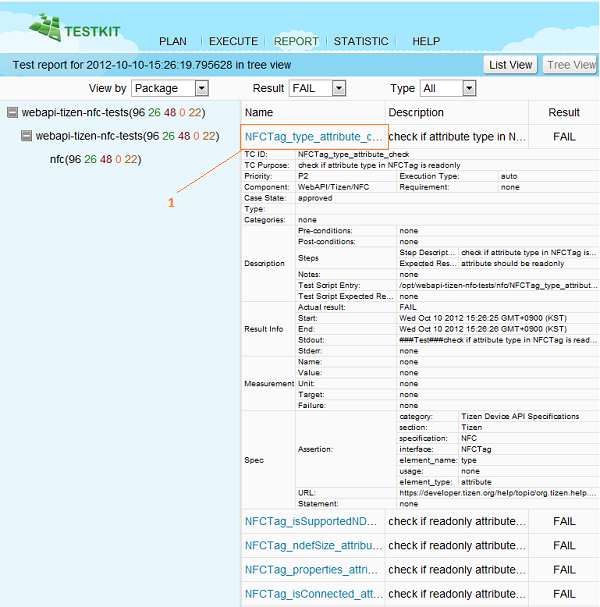 TESTKIT
PLAN | EXECUTE | REPORT | STATISTIC | HELP
Test report for 2012-10-10-15:26:19.795628 in tree view
List View Tree View
View by Package Result FAIL Type All
webapi-tizen-nfc-tests(96 26 48 0 22)
webapi-tizen-nfc-tests(96 26 48 0 22)
nfc(96 26 48 0 22)
1
Name Description Result
NFCTag_type_attribute_c... check if attribute type in N... FAIL
TC ID: NFCTag_type_attribute_check
TC Purpose: check if attribute type in NFCTag is readonly
Priority: P2 Execution Type: auto
Component: WebAPI/Tizen/NFC Requirement: none
Case State: approved
Type:
Categories: none
Description
Pre-conditions: none
Post-conditions: none
Steps
Step Descript... check if attribute type in NFCTag is...
Expected Res... attribute should be readonly
Notes: none
Test Script Entry: /opt/webapi-tizen-nfc-tests/nfc/NFCTag_type_attribut...
Test Script Expected Re... none
Result Info
Actual result: FAIL
Start: Wed Oct 10 2012 15:26:25 GMT+0900 (KST)
End: Wed Oct 10 2012 15:26:26 GMT+0900 (KST)
Stdout: ###Test###check if attribute type in NFCTag is read...
Stderr: none
Measurement
Name: none
Value: none
Unit: none
Target: none
Failure: none
Spec
Assertion:
category: Tizen Device API Specifications
section: Tizen
specification: NFC
interface: NFCTag
element_name: type
usage: none
element_type: attribute
URL: https://developer.tizen.org/help/topic/org.tizen.help....
Statement: none
NFCTag_isSupportedND... check if readonly attribute... FAIL
NFCTag_ndefSize_attribu... check if readonly attribute... FAIL
NFCTag_properties_attri... check if readonly attribute... FAIL
NFCTag_isConnected_att... check if readonly attribute... FAIL